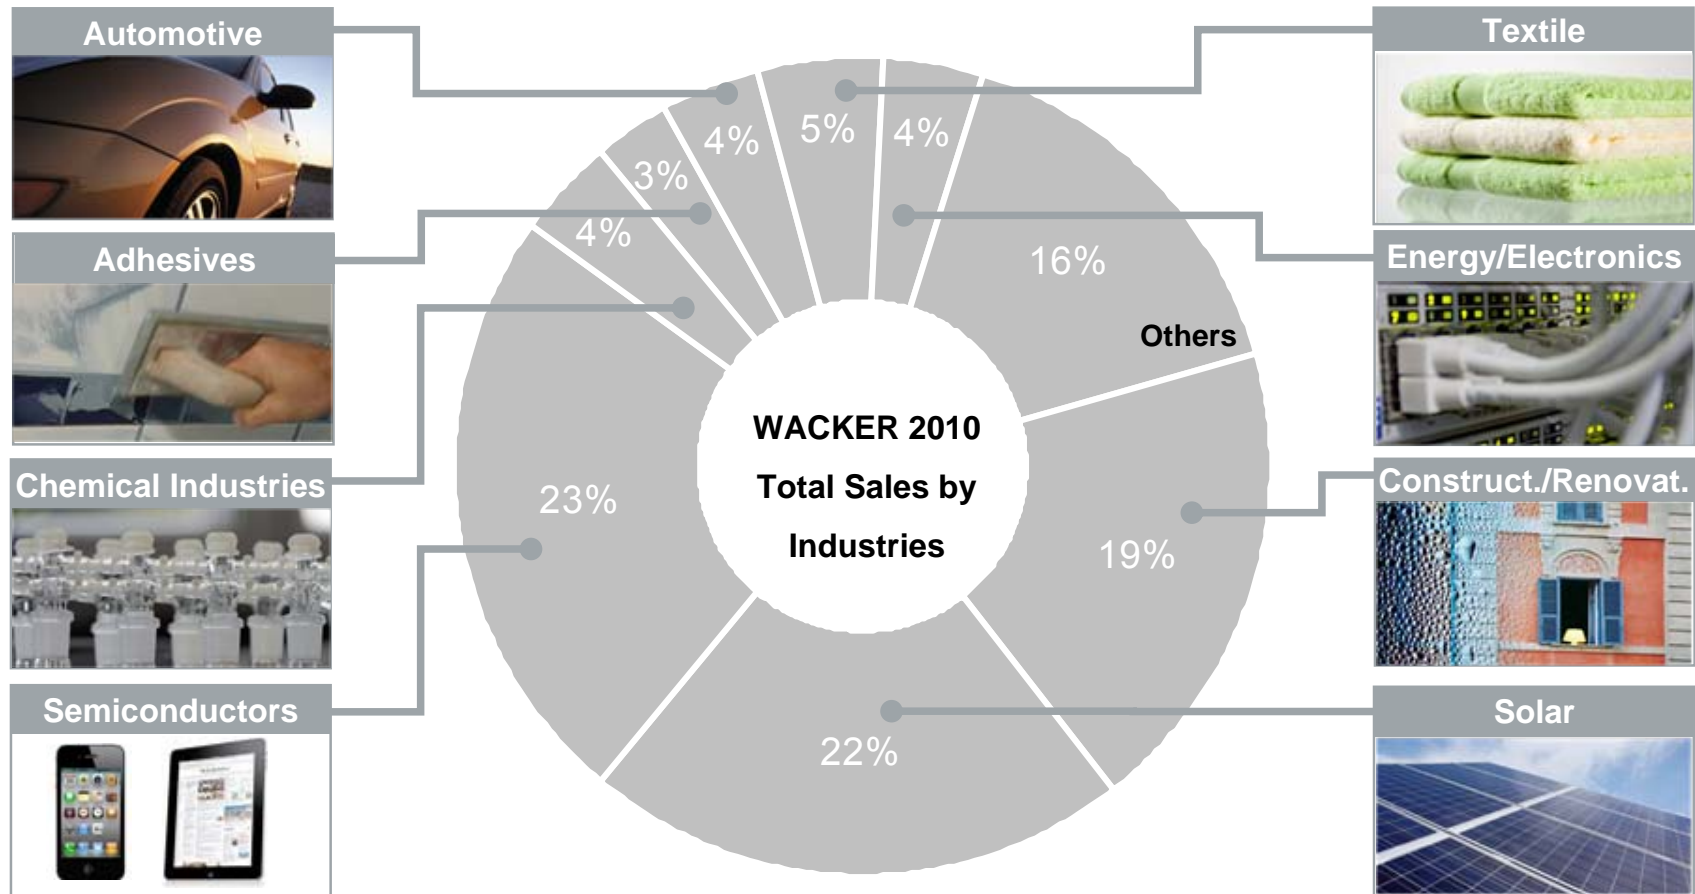 Automotive
Textile
4%
5%
4%
3%
4%
16%
Adhesives
Energy/Electronics
Others
WACKER 2010
Total Sales by
Industries
Chemical Industries
Construct./Renovat.
23%
19%
Semiconductors
Solar
22%